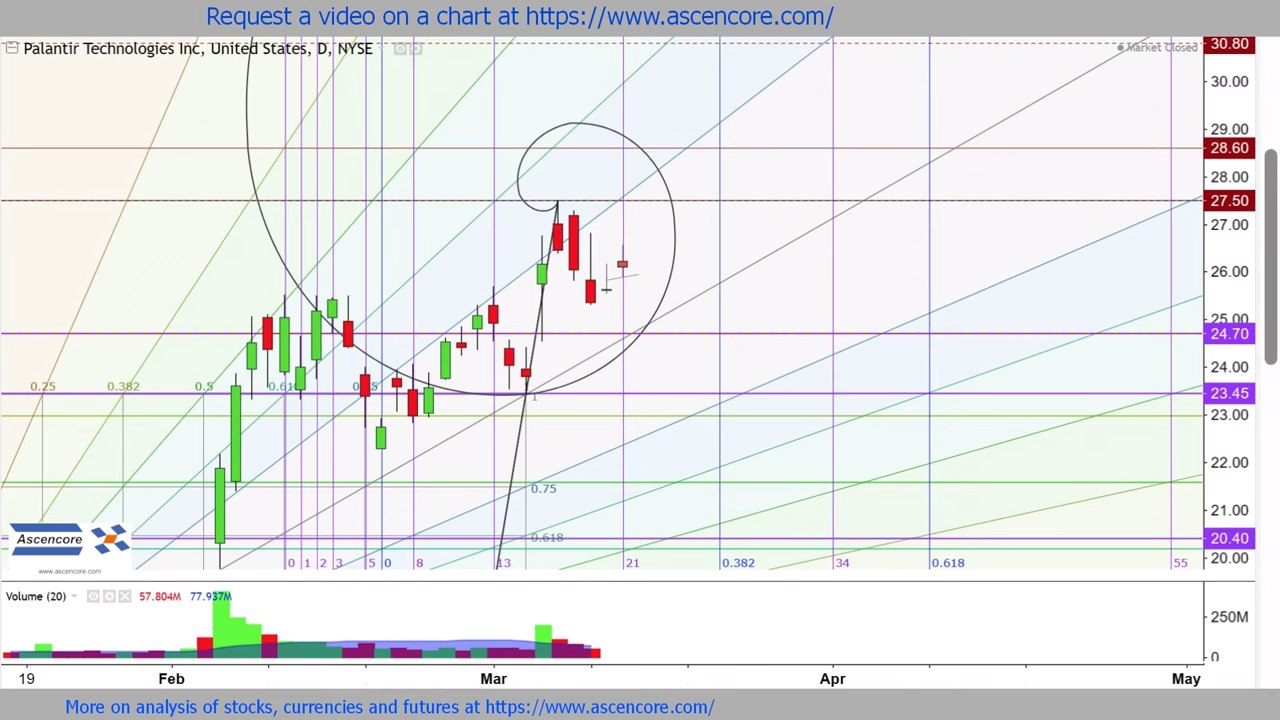 Request a video on a chart at https://www.ascencore.com/
Palantir Technologies Inc, United States, D, NYSE
Market Closed
30.80
30.00
29.00
28.60
28.00
27.50
27.00
26.00
25.00
24.70
24.00
23.45
23.00
22.00
21.00
20.40
20.00
0.25 0.382 0.5
1
0.75
0.618
Ascencore
www.ascencore.com
0 1 2 3 5 0 8 13 21 0.382 34 0.618 55
Volume (20) 57.804M 77.937M
250M
0
19 Feb Mar Apr May
More on analysis of stocks, currencies and futures at https://www.ascencore.com/